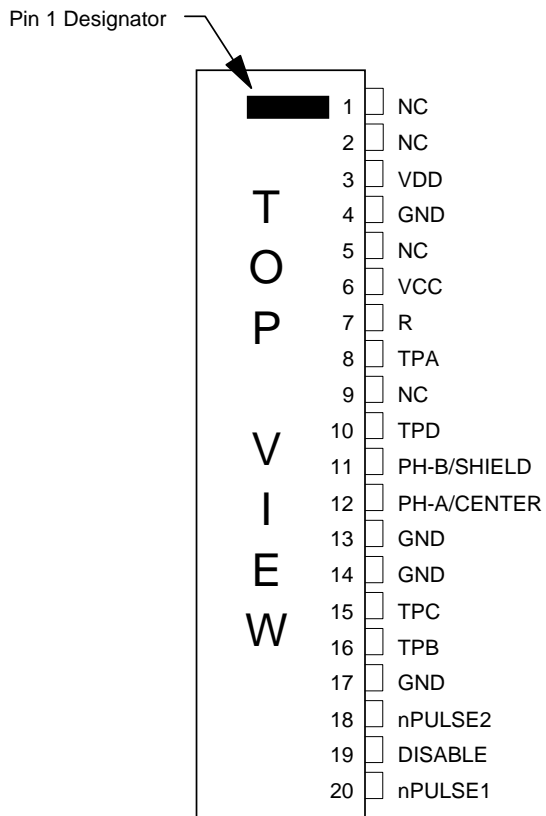 Pin 1 Designator
1 NC
2 NC
3 VDD
4 GND
5 NC
6 VCC
7 R
8 TPA
9 NC
10 TPD
11 PH-B/SHIELD
12 PH-A/CENTER
13 GND
14 GND
15 TPC
16 TPB
17 GND
18 nPULSE2
19 DISABLE
20 nPULSE1
TOP VIEW